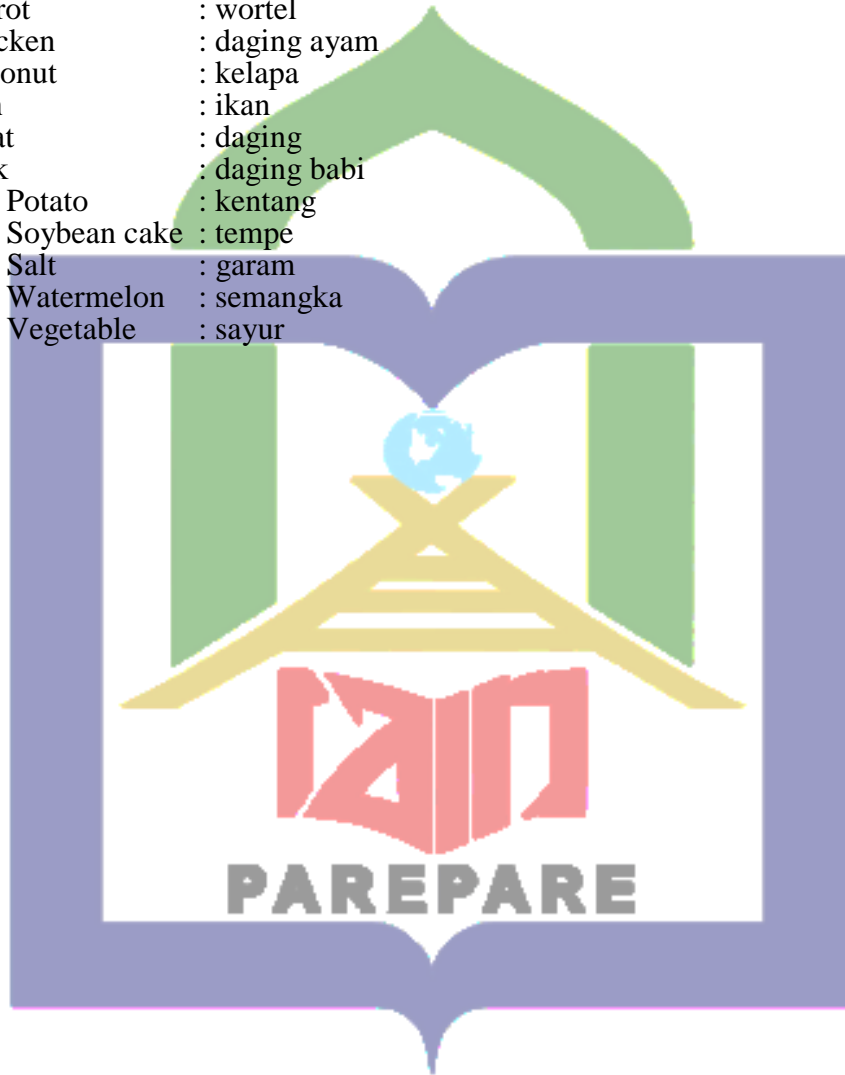 rot : wortel
cken : daging ayam
onut : kelapa
: ikan
at : daging
k : daging babi
Potato : kentang
Soybean cake : tempe
Salt : garam
Watermelon : semangka
Vegetable : sayur
iain
PAREPARE